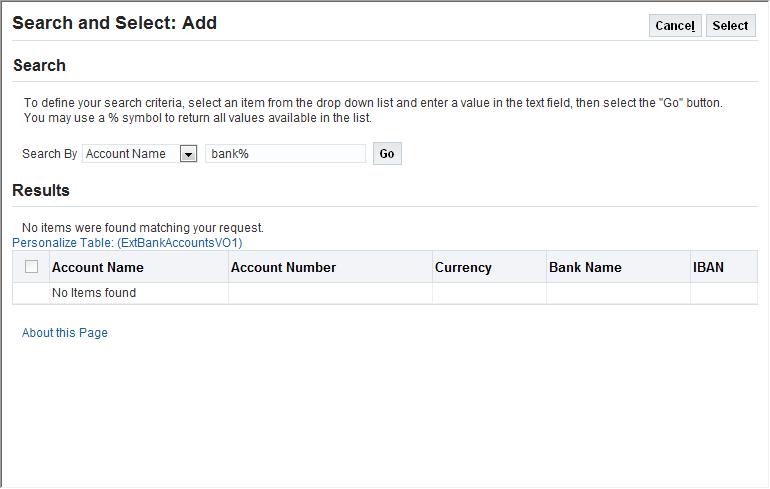 Search and Select: Add
Cancel Select
Search
To define your search criteria, select an item from the drop down list and enter a value in the text field, then select the "Go" button.
You may use a % symbol to return all values available in the list.
Search By Account Name bank% Go
Results
No items were found matching your request.
Personalize Table: (ExtBankAccountsVO1)
Account Name Account Number Currency Bank Name IBAN
No Items found
About this Page